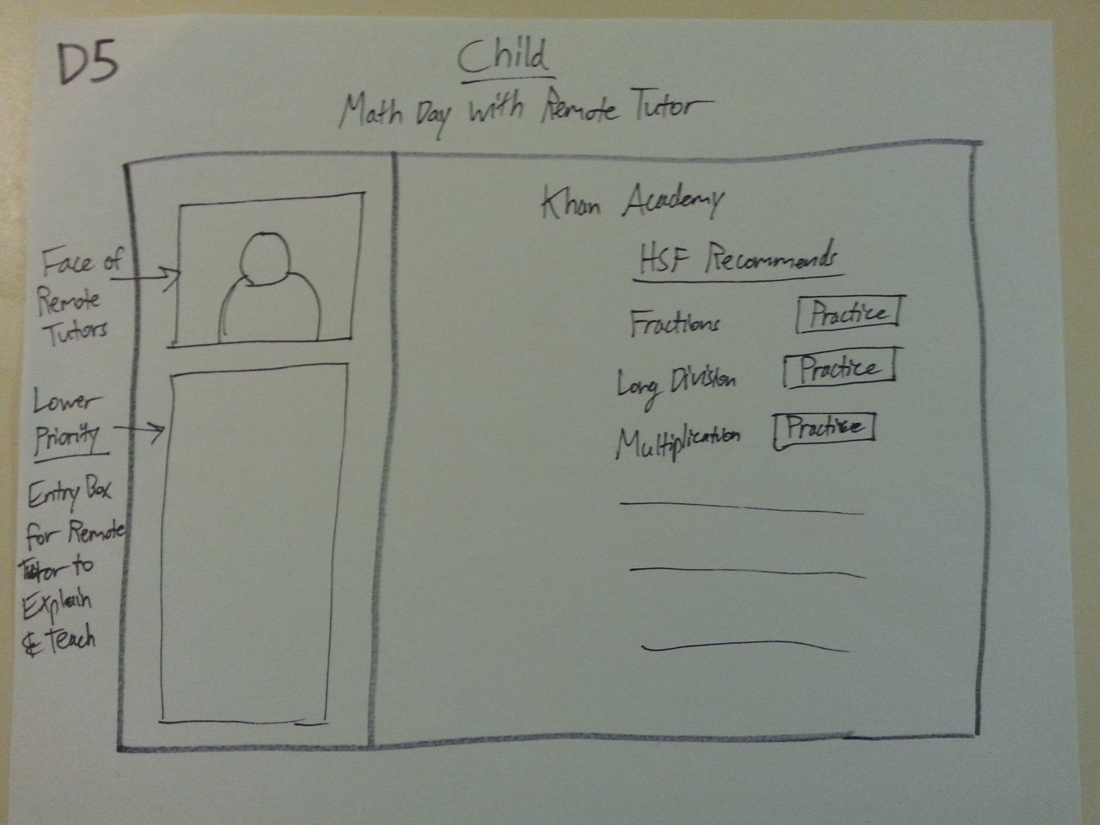 D5
Child
Math Day with Remote Tutor
Face of
Remote
Tutors
Lower
Priority
Entry Box
for Remote
Tutor to
Explain
& Teach
Khan Academy
HSF Recommends
Fractions Practice
Long Division Practice
Multiplication Practice